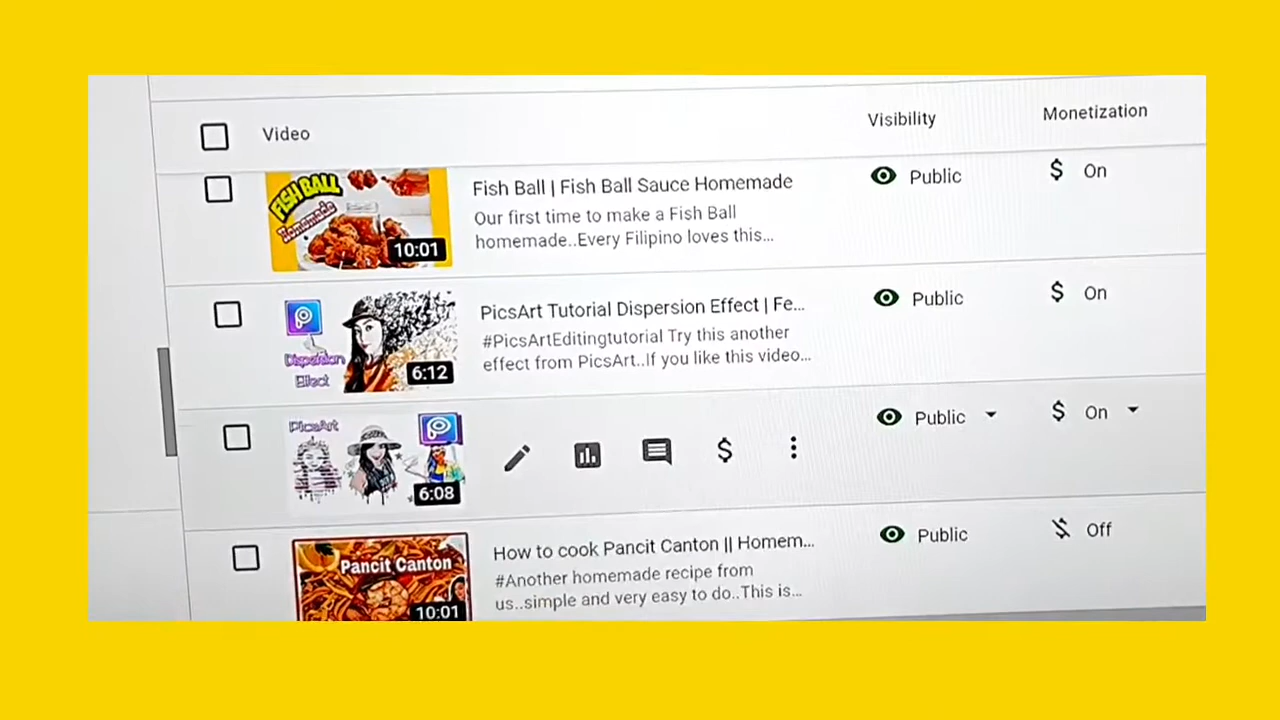 Video
Visibility
Monetization
FISH BALL
Homemade
10:01
Fish Ball | Fish Ball Sauce Homemade
Our first time to make a Fish Ball
homemade..Every Filipino loves this...
Public
$ On
Dispersion
Effect
6:12
PicsArt Tutorial Dispersion Effect | Fe...
#PicsArtEditingtutorial Try this another
effect from PicsArt..If you like this video...
Public
$ On
PicsArt
6:08
$
Public
$ On
Pancit Canton
10:01
How to cook Pancit Canton || Homem...
#Another homemade recipe from
us..simple and very easy to do..This is...
Public
Off